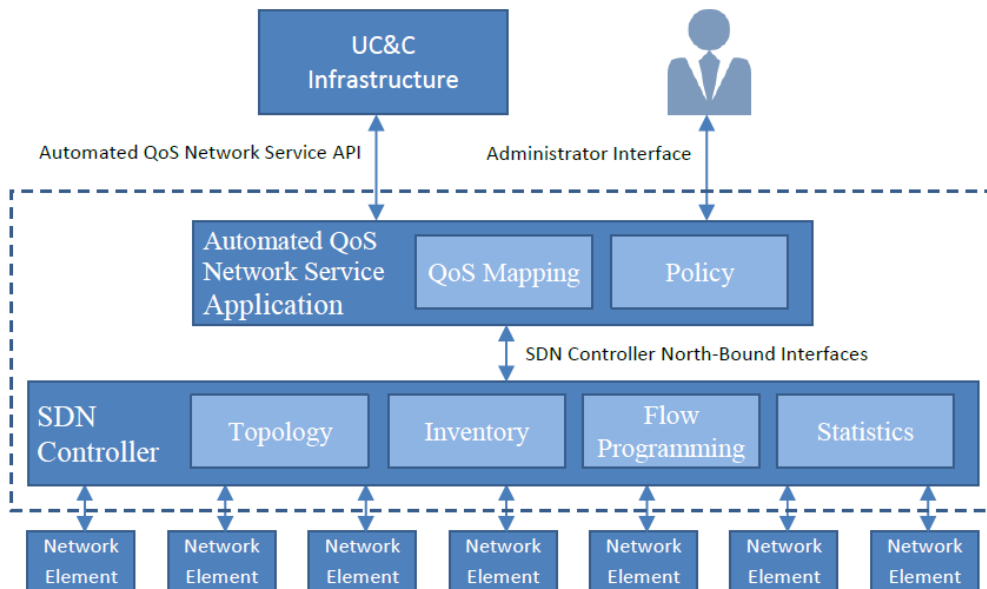 UC&C
Infrastructure
Automated QoS Network Service API
Administrator Interface
Automated QoS
Network Service
Application
QoS Mapping
Policy
SDN Controller North-Bound Interfaces
SDN
Controller
Topology
Inventory
Flow
Programming
Statistics
Network
Element
Network
Element
Network
Element
Network
Element
Network
Element
Network
Element
Network
Element